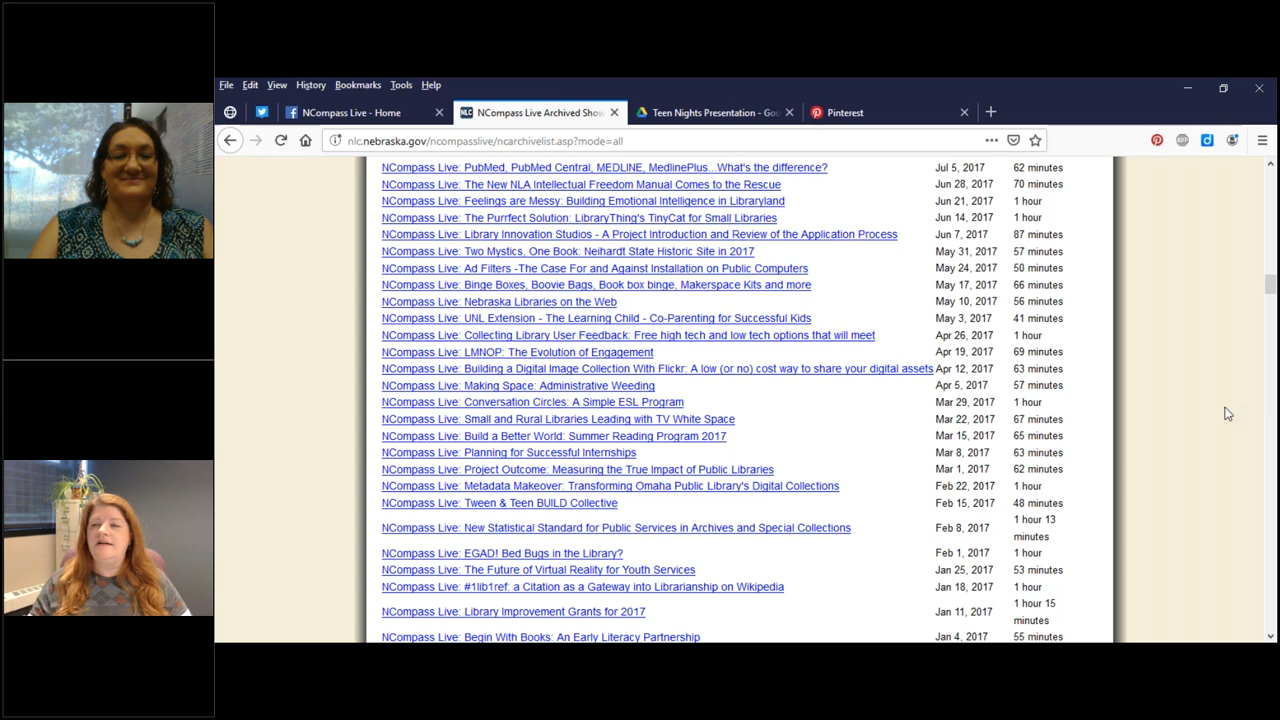 File Edit View History Bookmarks Tools Help
NCompass Live - Home
NLC NCompass Live Archived Show
Teen Nights Presentation - Goo
Pinterest
nlc.nebraska.gov/ncompasslive/ncarchivelist.asp?mode=all
NCompass Live: PubMed, PubMed Central, MEDLINE, MedlinePlus...What's the difference? Jul 5, 2017 62 minutes
NCompass Live: The New NLA Intellectual Freedom Manual Comes to the Rescue Jun 28, 2017 70 minutes
NCompass Live: Feelings are Messy: Building Emotional Intelligence in Libraryland Jun 21, 2017 1 hour
NCompass Live: The Purrfect Solution: LibraryThing's TinyCat for Small Libraries Jun 14, 2017 1 hour
NCompass Live: Library Innovation Studios - A Project Introduction and Review of the Application Process Jun 7, 2017 87 minutes
NCompass Live: Two Mystics, One Book: Neihardt State Historic Site in 2017 May 31, 2017 57 minutes
NCompass Live: Ad Filters -The Case For and Against Installation on Public Computers May 24, 2017 50 minutes
NCompass Live: Binge Boxes, Boovie Bags, Book box binge, Makerspace Kits and more May 17, 2017 66 minutes
NCompass Live: Nebraska Libraries on the Web May 10, 2017 56 minutes
NCompass Live: UNL Extension - The Learning Child - Co-Parenting for Successful Kids May 3, 2017 41 minutes
NCompass Live: Collecting Library User Feedback: Free high tech and low tech options that will meet Apr 26, 2017 1 hour
NCompass Live: LMNOP: The Evolution of Engagement Apr 19, 2017 69 minutes
NCompass Live: Building a Digital Image Collection With Flickr: A low (or no) cost way to share your digital assets Apr 12, 2017 63 minutes
NCompass Live: Making Space: Administrative Weeding Apr 5, 2017 57 minutes
NCompass Live: Conversation Circles: A Simple ESL Program Mar 29, 2017 1 hour
NCompass Live: Small and Rural Libraries Leading with TV White Space Mar 22, 2017 67 minutes
NCompass Live: Build a Better World: Summer Reading Program 2017 Mar 15, 2017 65 minutes
NCompass Live: Planning for Successful Internships Mar 8, 2017 63 minutes
NCompass Live: Project Outcome: Measuring the True Impact of Public Libraries Mar 1, 2017 62 minutes
NCompass Live: Metadata Makeover: Transforming Omaha Public Library's Digital Collections Feb 22, 2017 1 hour
NCompass Live: Tween & Teen BUILD Collective Feb 15, 2017 48 minutes
NCompass Live: New Statistical Standard for Public Services in Archives and Special Collections Feb 8, 2017 1 hour 13
minutes
NCompass Live: EGAD! Bed Bugs in the Library? Feb 1, 2017 1 hour
NCompass Live: The Future of Virtual Reality for Youth Services Jan 25, 2017 53 minutes
NCompass Live: #1lib1ref: a Citation as a Gateway into Librarianship on Wikipedia Jan 18, 2017 1 hour
NCompass Live: Library Improvement Grants for 2017 Jan 11, 2017 1 hour 15
minutes
NCompass Live: Begin With Books: An Early Literacy Partnership Jan 4, 2017 55 minutes